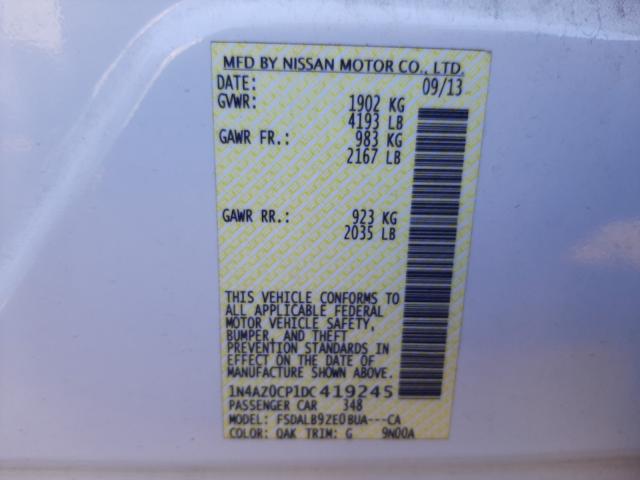 MFD BY NISSAN MOTOR CO., LTD.
DATE: 09/13
GVWR: 1902 KG
4193 LB
GAWR FR.: 983 KG
2167 LB
GAWR RR.: 923 KG
2035 LB
THIS VEHICLE CONFORMS TO
ALL APPLICABLE FEDERAL
MOTOR VEHICLE SAFETY,
BUMPER, AND THEFT
PREVENTION STANDARDS IN
EFFECT ON THE DATE OF
MANUFACTURE SHOWN ABOVE.
1N4AZ0CP1DC419245
PASSENGER CAR 348
MODEL: FSDALB9ZE0BUA---CA
COLOR: QAK TRIM: G 9N00A